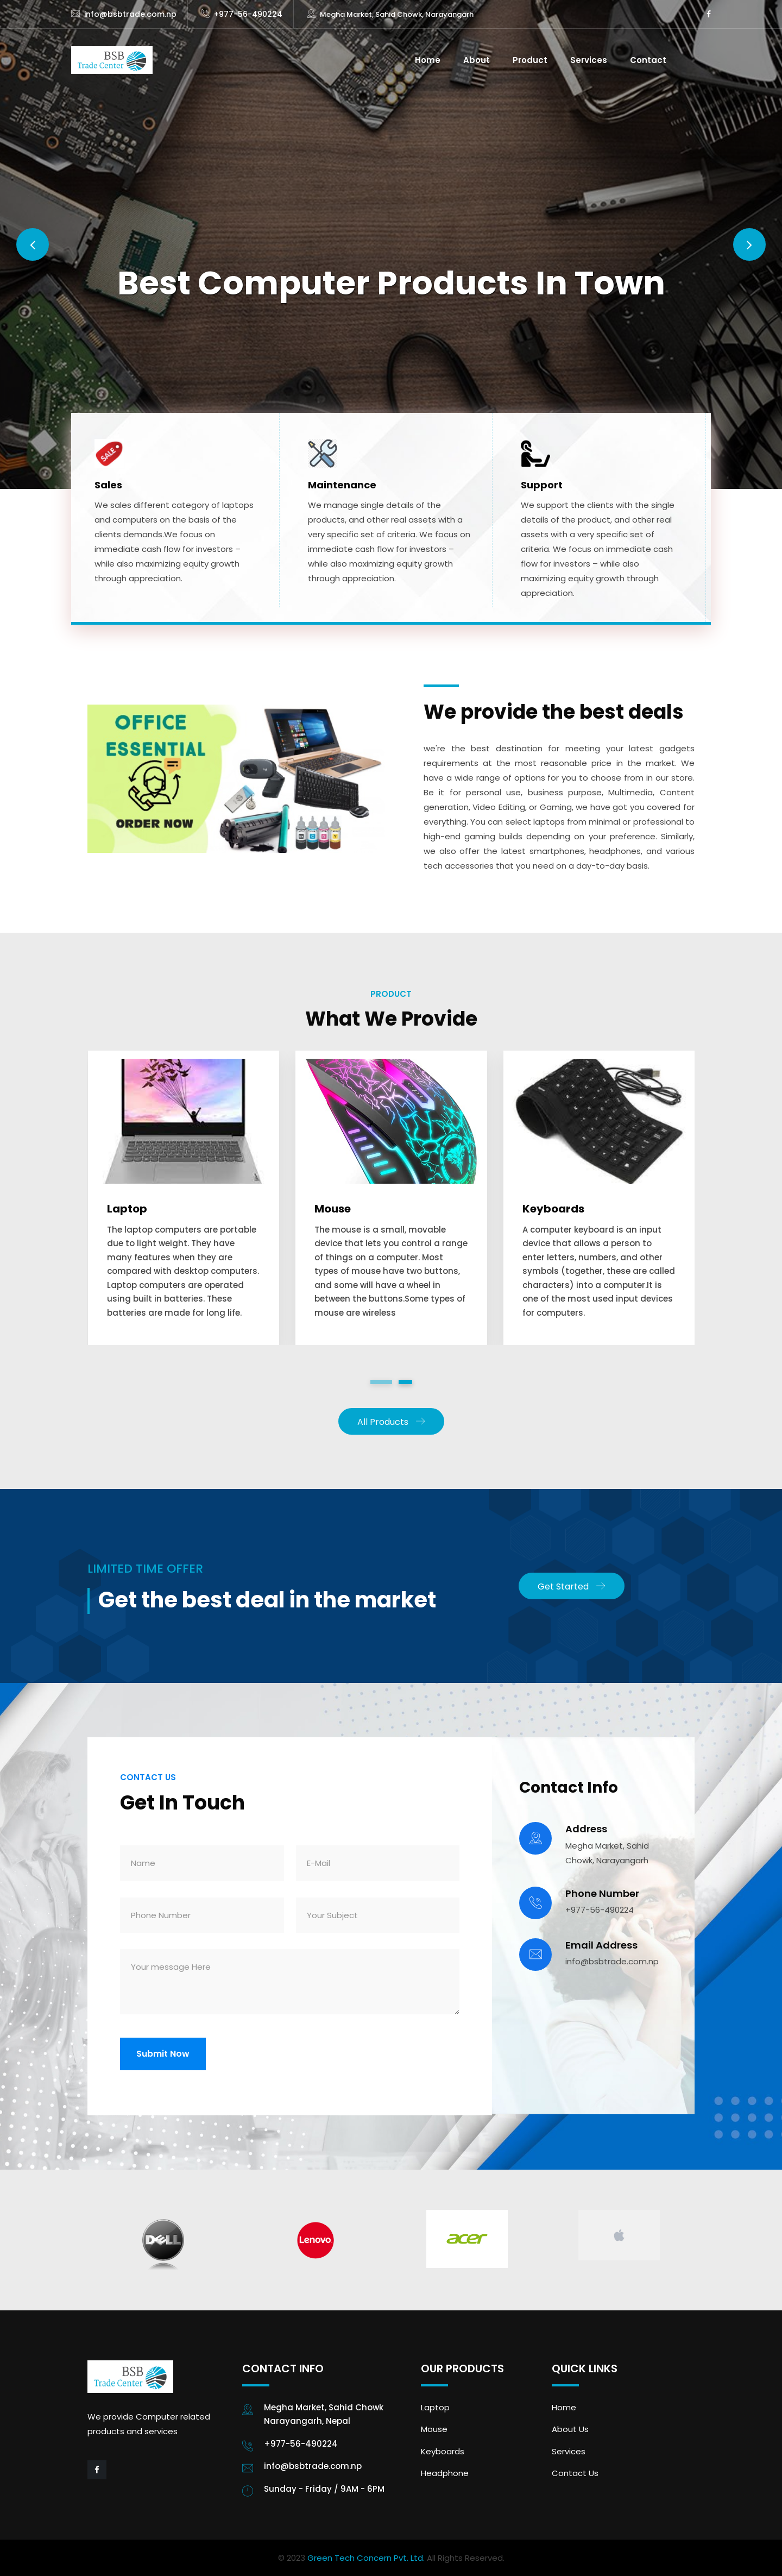 info@bsbtrade.com.np
+977-56-490224
Megha Market, Sahid Chowk, Narayangarh
BSB
Trade Center
Home About Product Services Contact
Best Computer Products In Town
SALE
Sales
We sales different category of laptops
and computers on the basis of the
clients demands.We focus on
immediate cash flow for investors –
while also maximizing equity growth
through appreciation.
Maintenance
We manage single details of the
products, and other real assets with a
very specific set of criteria. We focus on
immediate cash flow for investors –
while also maximizing equity growth
through appreciation.
Support
We support the clients with the single
details of the product, and other real
assets with a very specific set of
criteria. We focus on immediate cash
flow for investors – while also
maximizing equity growth through
appreciation.
OFFICE
ESSENTIAL
ORDER NOW
We provide the best deals
we're the best destination for meeting your latest gadgets
requirements at the most reasonable price in the market. We
have a wide range of options for you to choose from in our store.
Be it for personal use, business purpose, Multimedia, Content
generation, Video Editing, or Gaming, we have got you covered for
everything. You can select laptops from minimal or professional to
high-end gaming builds depending on your preference. Similarly,
we also offer the latest smartphones, headphones, and various
tech accessories that you need on a day-to-day basis.
PRODUCT
What We Provide
Laptop
The laptop computers are portable
due to light weight. They have
many features when they are
compared with desktop computers.
Laptop computers are operated
using built in batteries. These
batteries are made for long life.
Mouse
The mouse is a small, movable
device that lets you control a range
of things on a computer. Most
types of mouse have two buttons,
and some will have a wheel in
between the buttons.Some types of
mouse are wireless
Keyboards
A computer keyboard is an input
device that allows a person to
enter letters, numbers, and other
symbols (together, these are called
characters) into a computer.It is
one of the most used input devices
for computers.
All Products
LIMITED TIME OFFER
Get the best deal in the market
Get Started
CONTACT US
Get In Touch
Name
E-Mail
Phone Number
Your Subject
Your message Here
Submit Now
Contact Info
Address
Megha Market, Sahid
Chowk, Narayangarh
Phone Number
+977-56-490224
Email Address
info@bsbtrade.com.np
DELL
Lenovo
acer
BSB
Trade Center
We provide Computer related
products and services
CONTACT INFO
Megha Market, Sahid Chowk
Narayangarh, Nepal
+977-56-490224
info@bsbtrade.com.np
Sunday - Friday / 9AM - 6PM
OUR PRODUCTS
Laptop
Mouse
Keyboards
Headphone
QUICK LINKS
Home
About Us
Services
Contact Us
© 2023 Green Tech Concern Pvt. Ltd. All Rights Reserved.